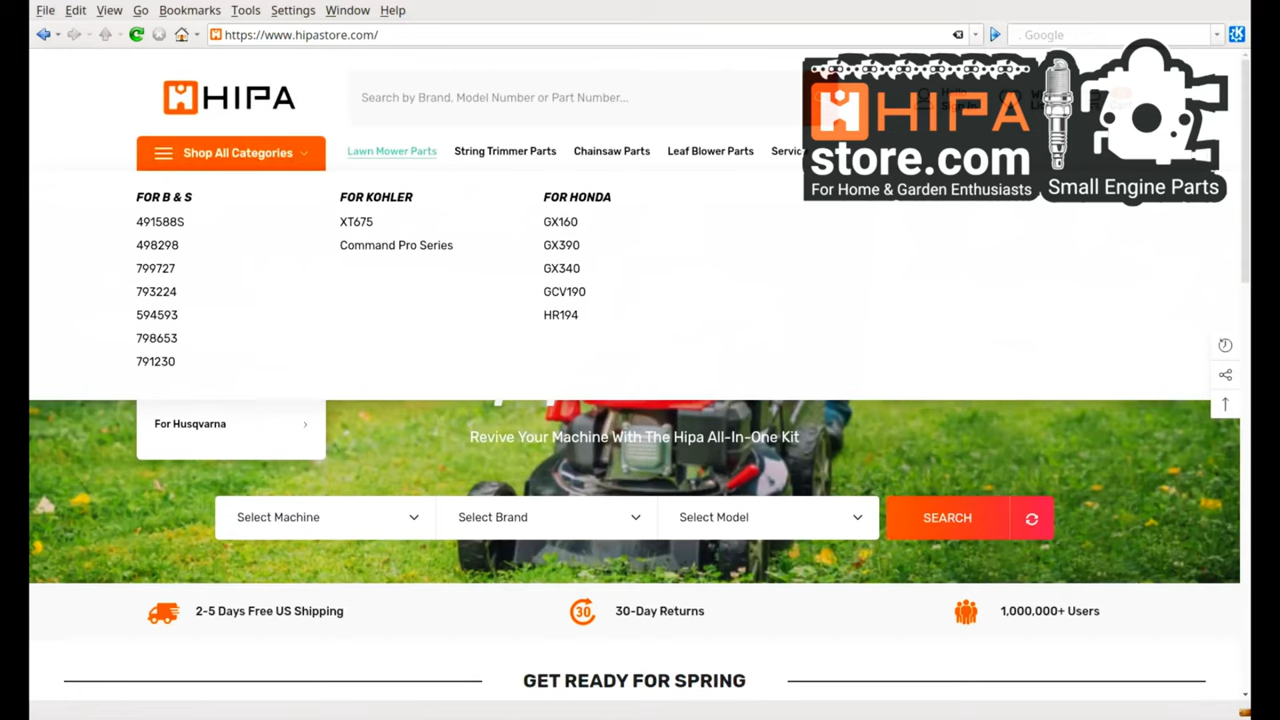 File Edit View Go Bookmarks Tools Settings Window Help
https://www.hipastore.com/
. Google
HIPA
Search by Brand, Model Number or Part Number...
HIPA
store.com
For Home & Garden Enthusiasts
Small Engine Parts
Shop All Categories
Lawn Mower Parts String Trimmer Parts Chainsaw Parts Leaf Blower Parts
FOR B & S
491588S
498298
799727
793224
594593
798653
791230
FOR KOHLER
XT675
Command Pro Series
FOR HONDA
GX160
GX390
GX340
GCV190
HR194
For Husqvarna
Revive Your Machine With The Hipa All-In-One Kit
Select Machine Select Brand Select Model SEARCH
2-5 Days Free US Shipping
30
30-Day Returns
1,000,000+ Users
GET READY FOR SPRING